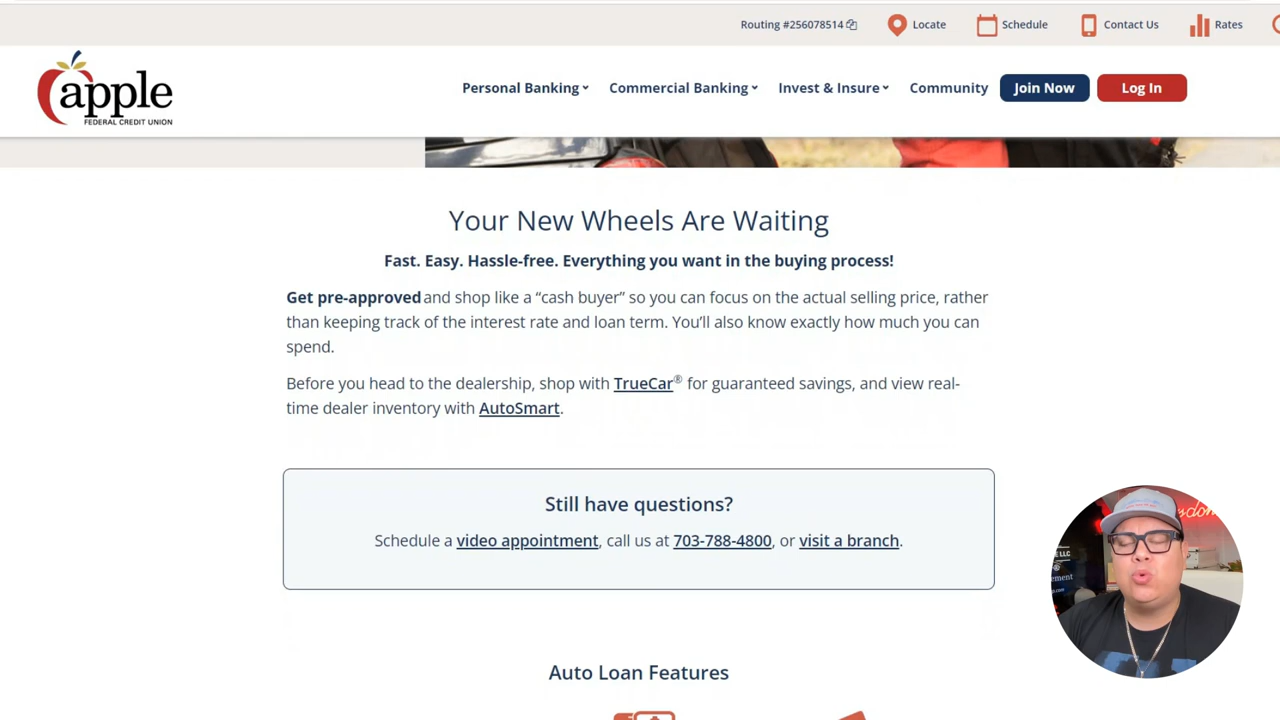 Routing #256078514 Locate Schedule Contact Us Rates
apple
FEDERAL CREDIT UNION
Personal Banking Commercial Banking Invest & Insure Community Join Now Log In
Your New Wheels Are Waiting
Fast. Easy. Hassle-free. Everything you want in the buying process!
Get pre-approved and shop like a “cash buyer” so you can focus on the actual selling price, rather
than keeping track of the interest rate and loan term. You’ll also know exactly how much you can
spend.
Before you head to the dealership, shop with TrueCar® for guaranteed savings, and view real-
time dealer inventory with AutoSmart.
Still have questions?
Schedule a video appointment, call us at 703-788-4800, or visit a branch.
Auto Loan Features